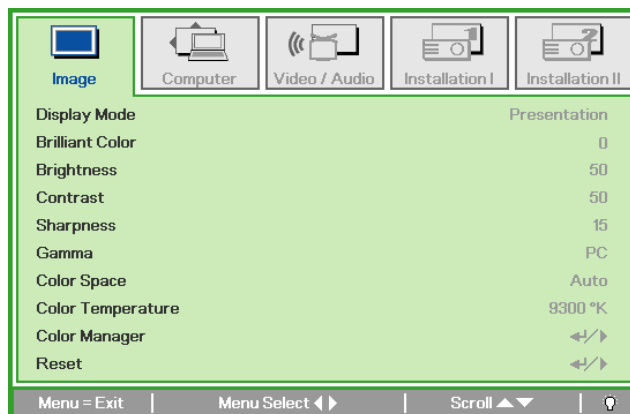 Image Computer Video / Audio Installation I Installation II
Display Mode Presentation
Brilliant Color 0
Brightness 50
Contrast 50
Sharpness 15
Gamma PC
Color Space Auto
Color Temperature 9300 °K
Color Manager ↵/▶
Reset ↵/▶
Menu = Exit Menu Select ◀▶ Scroll ▲▼